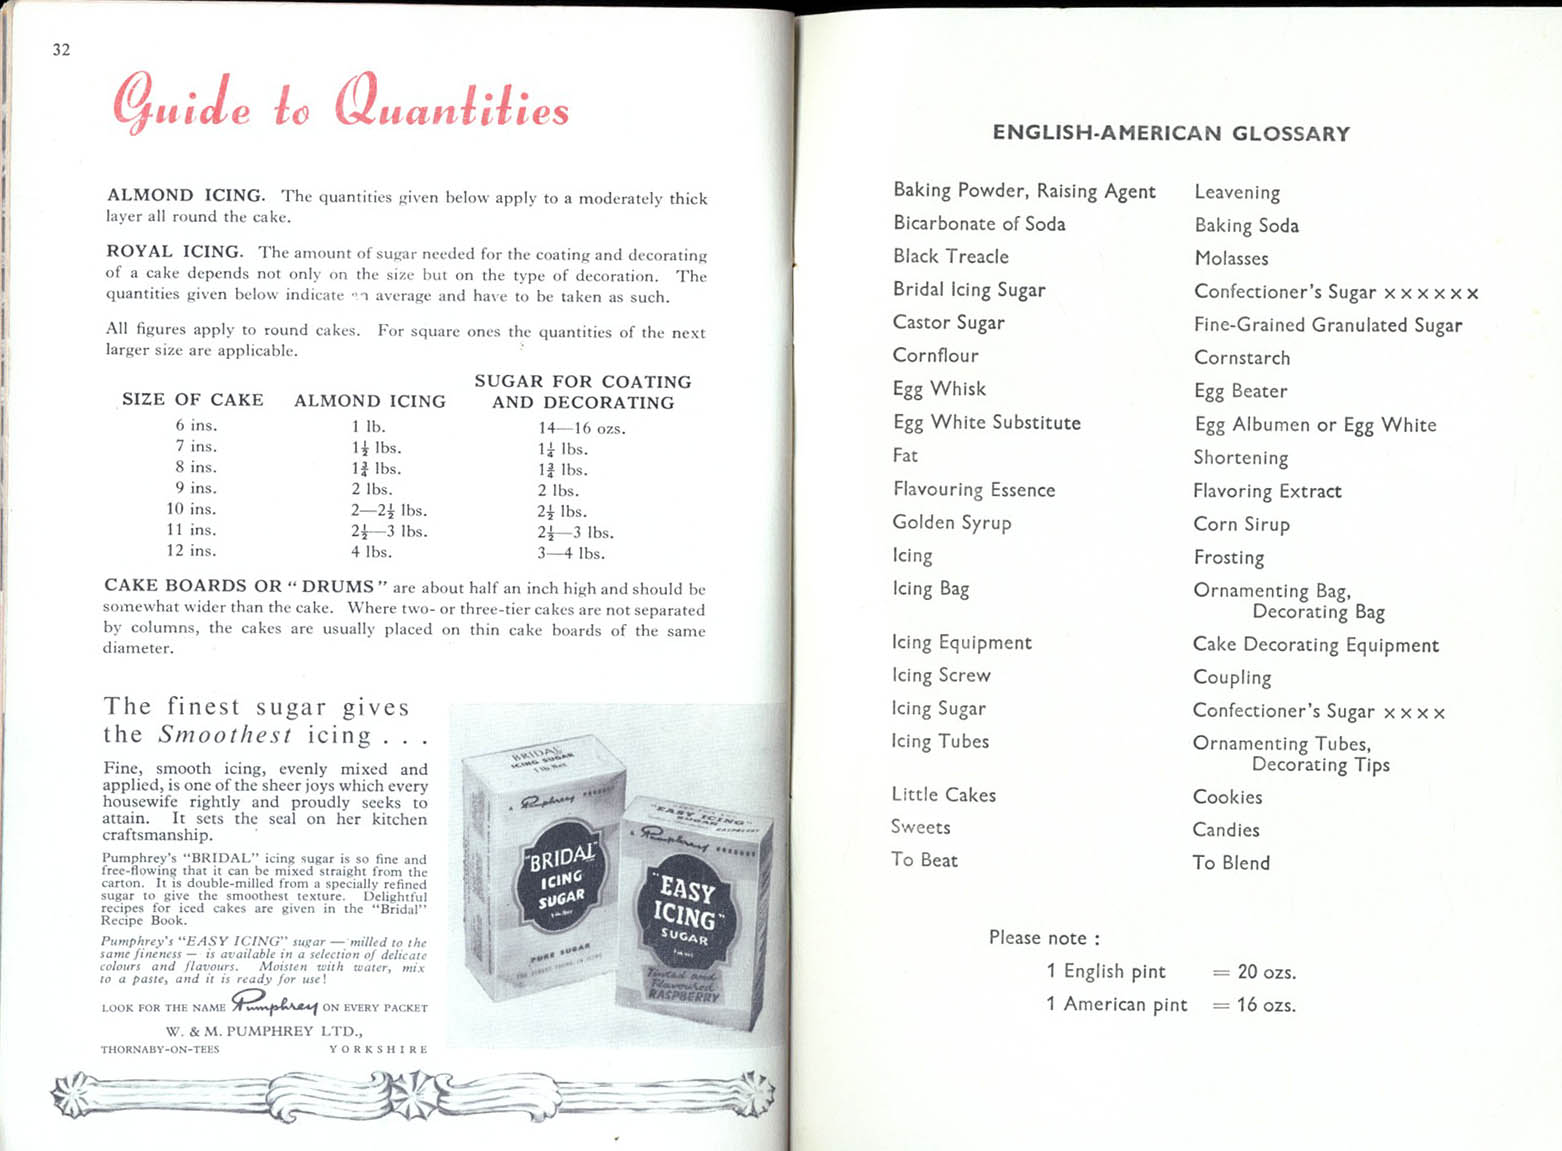 32
Guide to Quantities
ALMOND ICING. The quantities given below apply to a moderately thick
layer all round the cake.
ROYAL ICING. The amount of sugar needed for the coating and decorating
of a cake depends not only on the size but on the type of decoration. The
quantities given below indicate an average and have to be taken as such.
All figures apply to round cakes. For square ones the quantities of the next
larger size are applicable.
SUGAR FOR COATING
SIZE OF CAKE ALMOND ICING AND DECORATING
6 ins. 1 lb. 14—16 ozs.
7 ins. 1½ lbs. 1¼ lbs.
8 ins. 1¾ lbs. 1¾ lbs.
9 ins. 2 lbs. 2 lbs.
10 ins. 2—2½ lbs. 2½ lbs.
11 ins. 2½—3 lbs. 2½—3 lbs.
12 ins. 4 lbs. 3—4 lbs.
CAKE BOARDS OR “ DRUMS ” are about half an inch high and should be
somewhat wider than the cake. Where two- or three-tier cakes are not separated
by columns, the cakes are usually placed on thin cake boards of the same
diameter.
The finest sugar gives
the Smoothest icing . . .
Fine, smooth icing, evenly mixed and
applied, is one of the sheer joys which every
housewife rightly and proudly seeks to
attain. It sets the seal on her kitchen
craftsmanship.
Pumphrey's “BRIDAL” icing sugar is so fine and
free-flowing that it can be mixed straight from the
carton. It is double-milled from a specially refined
sugar to give the smoothest texture. Delightful
recipes for iced cakes are given in the “Bridal”
Recipe Book.
Pumphrey's “EASY ICING” sugar — milled to the
same fineness — is available in a selection of delicate
colours and flavours. Moisten with water, mix
to a paste, and it is ready for use!
LOOK FOR THE NAME Pumphrey ON EVERY PACKET
W. & M. PUMPHREY LTD.,
THORNABY-ON-TEES YORKSHIRE
BRIDAL
ICING SUGAR
1 lb Net
A Pumphrey PRODUCT
"BRIDAL"
ICING
SUGAR
PURE SUGAR
"EASY ICING"
SUGAR
RASPBERRY
A Pumphrey PRODUCT
"EASY
ICING"
SUGAR
Tinted and
Flavoured
RASPBERRY
ENGLISH-AMERICAN GLOSSARY
Baking Powder, Raising Agent Leavening
Bicarbonate of Soda Baking Soda
Black Treacle Molasses
Bridal Icing Sugar Confectioner's Sugar x x x x x x
Castor Sugar Fine-Grained Granulated Sugar
Cornflour Cornstarch
Egg Whisk Egg Beater
Egg White Substitute Egg Albumen or Egg White
Fat Shortening
Flavouring Essence Flavoring Extract
Golden Syrup Corn Sirup
Icing Frosting
Icing Bag Ornamenting Bag,
Decorating Bag
Icing Equipment Cake Decorating Equipment
Icing Screw Coupling
Icing Sugar Confectioner's Sugar x x x x
Icing Tubes Ornamenting Tubes,
Decorating Tips
Little Cakes Cookies
Sweets Candies
To Beat To Blend
Please note :
1 English pint = 20 ozs.
1 American pint = 16 ozs.